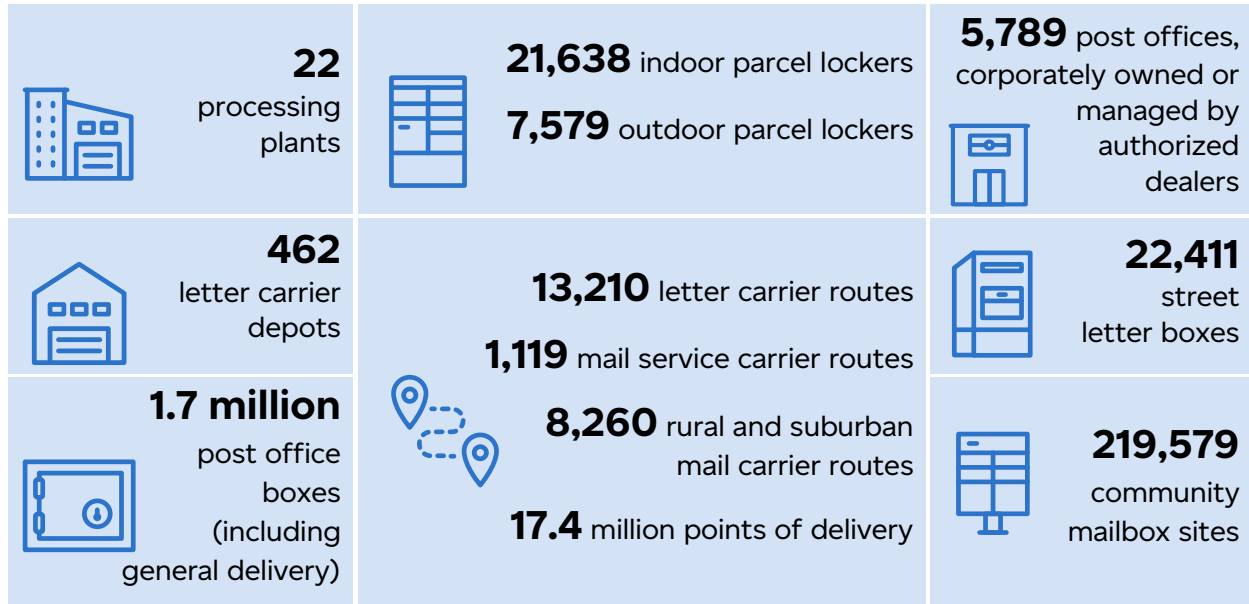 22
processing
plants
21,638 indoor parcel lockers
7,579 outdoor parcel lockers
5,789 post offices,
corporately owned or
managed by
authorized
dealers
462
letter carrier
depots
13,210 letter carrier routes
1,119 mail service carrier routes
8,260 rural and suburban
mail carrier routes
17.4 million points of delivery
22,411
street
letter boxes
1.7 million
post office
boxes
(including
general delivery)
219,579
community
mailbox sites